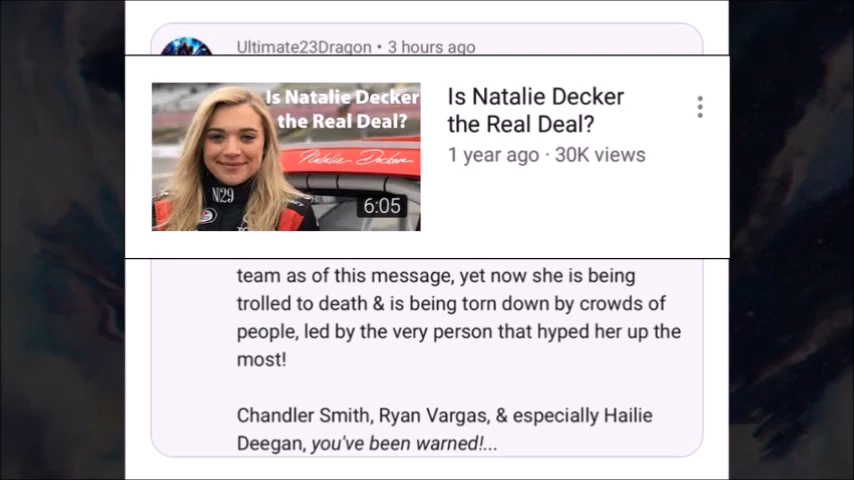 Ultimate23Dragon • 3 hours ago
Is Natalie Decker
the Real Deal?
Natalie Decker
N29
6:05
Is Natalie Decker
the Real Deal?
1 year ago · 30K views
team as of this message, yet now she is being
trolled to death & is being torn down by crowds of
people, led by the very person that hyped her up the
most!
Chandler Smith, Ryan Vargas, & especially Hailie
Deegan, you've been warned!...